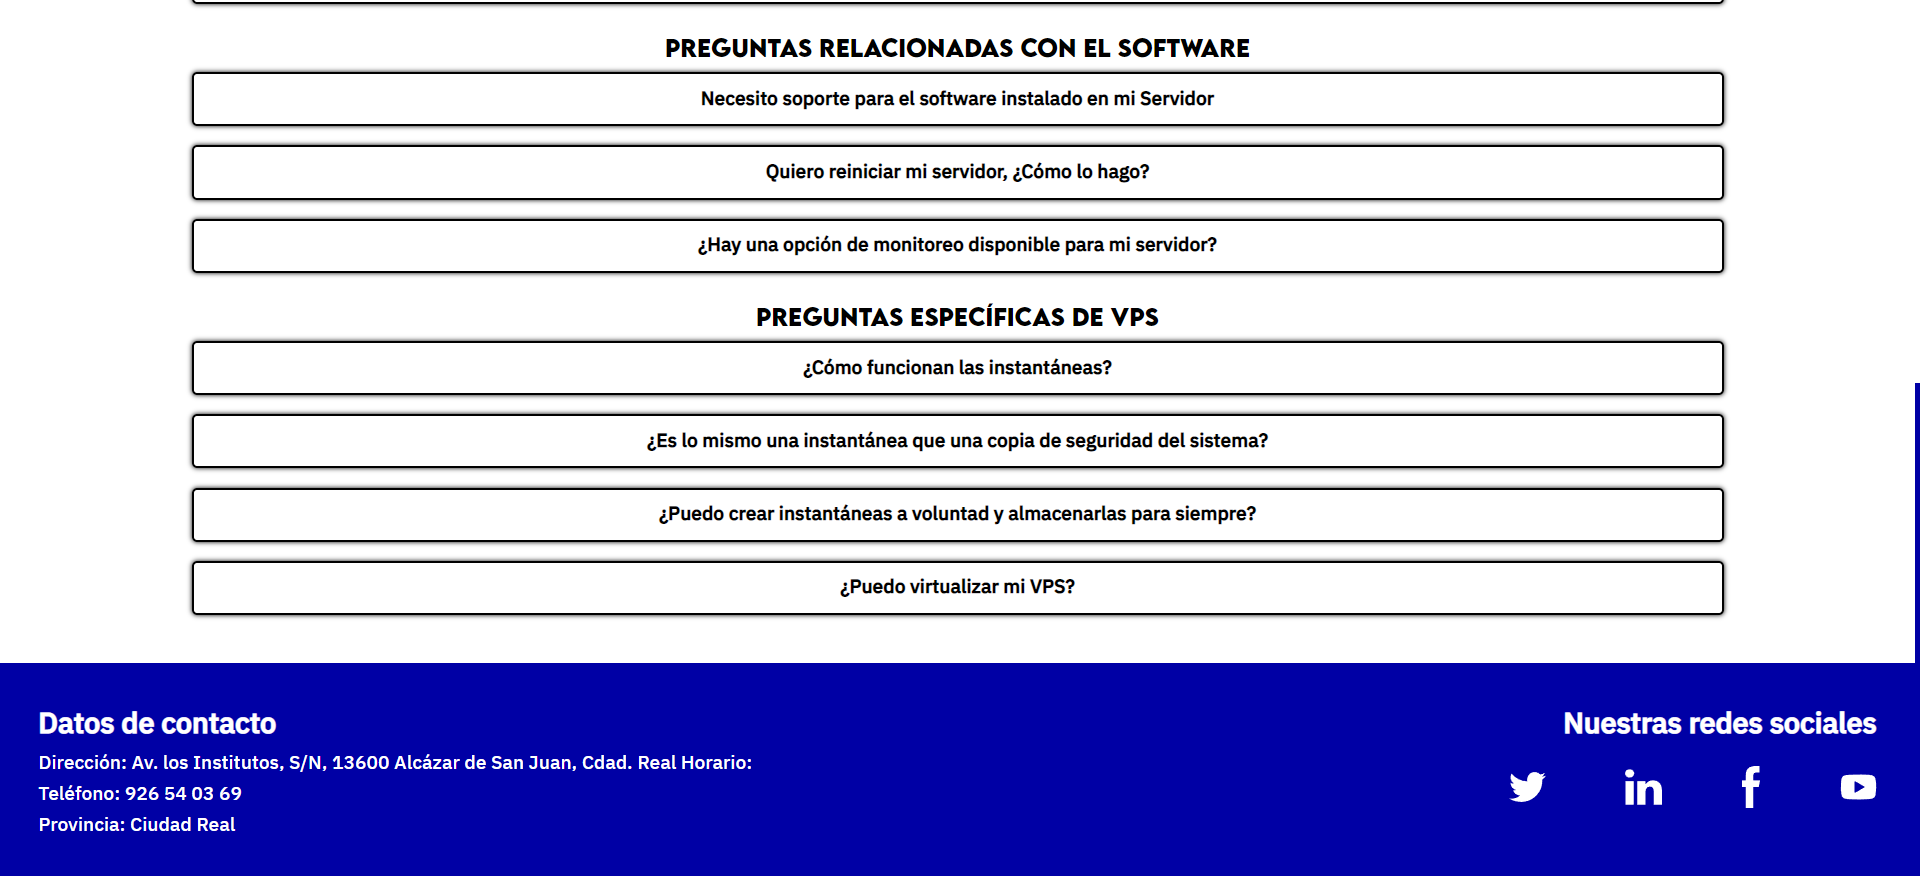 PREGUNTAS RELACIONADAS CON EL SOFTWARE
Necesito soporte para el software instalado en mi Servidor
Quiero reiniciar mi servidor, ¿Cómo lo hago?
¿Hay una opción de monitoreo disponible para mi servidor?
PREGUNTAS ESPECÍFICAS DE VPS
¿Cómo funcionan las instantáneas?
¿Es lo mismo una instantánea que una copia de seguridad del sistema?
¿Puedo crear instantáneas a voluntad y almacenarlas para siempre?
¿Puedo virtualizar mi VPS?
Datos de contacto
Dirección: Av. los Institutos, S/N, 13600 Alcázar de San Juan, Cdad. Real Horario:
Teléfono: 926 54 03 69
Provincia: Ciudad Real
Nuestras redes sociales